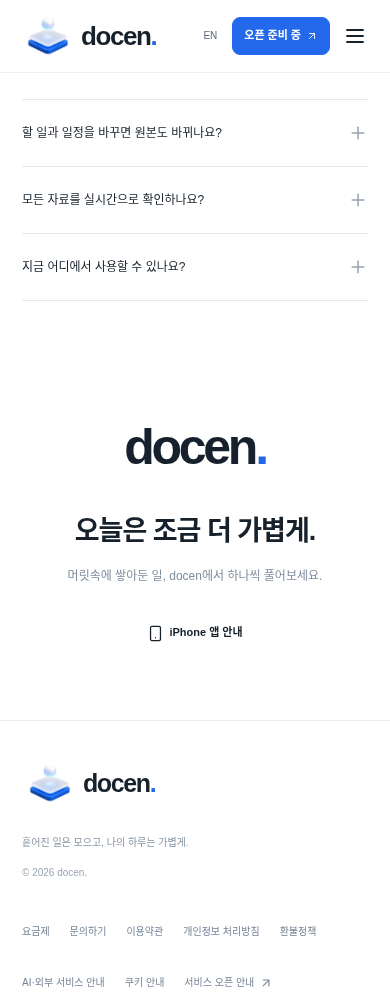 docen.
EN
오픈 준비 중
할 일과 일정을 바꾸면 원본도 바뀌나요?
모든 자료를 실시간으로 확인하나요?
지금 어디에서 사용할 수 있나요?
docen.
오늘은 조금 더 가볍게.
머릿속에 쌓아둔 일, docen에서 하나씩 풀어보세요.
iPhone 앱 안내
docen.
흩어진 일은 모으고, 나의 하루는 가볍게.
© 2026 docen.
요금제 문의하기 이용약관 개인정보 처리방침 환불정책
AI·외부 서비스 안내 쿠키 안내 서비스 오픈 안내